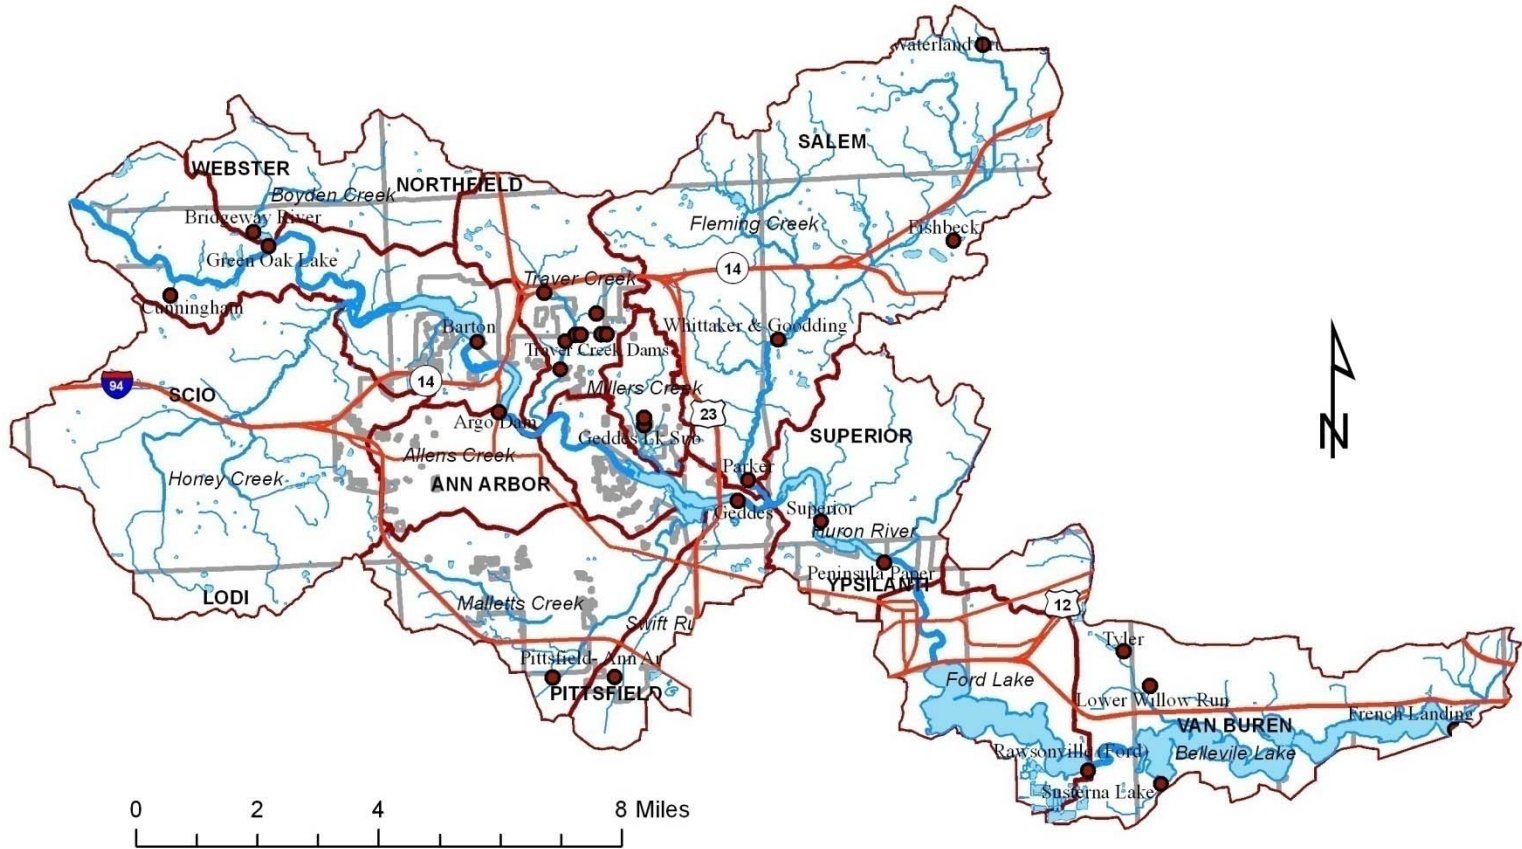 Waterland
SALEM
WEBSTER
NORTHFIELD
Boyden Creek
Bridgeway River
Fleming Creek
Fishbeck
Green Oak Lake
14
Traver Creek
Cunningham
Barton
Whittaker & Goodding
Traver Creek Dams
94
14
SCIO
Millers Creek
23
Argo Dam
Geddes Lk Sub
SUPERIOR
Allens Creek
Honey Creek
ANN ARBOR
Parker
Geddes
Superior
Huron River
N
Peninsula Paper
YPSILANTI
LODI
Malletts Creek
12
Swift Ru
Tyler
Pittsfield- Ann Ar
PITTSFIELD
Ford Lake
Lower Willow Run
French Landing
VAN BUREN
Rawsonville (Ford)
Bellevile Lake
Susterna Lake
0 2 4 8 Miles